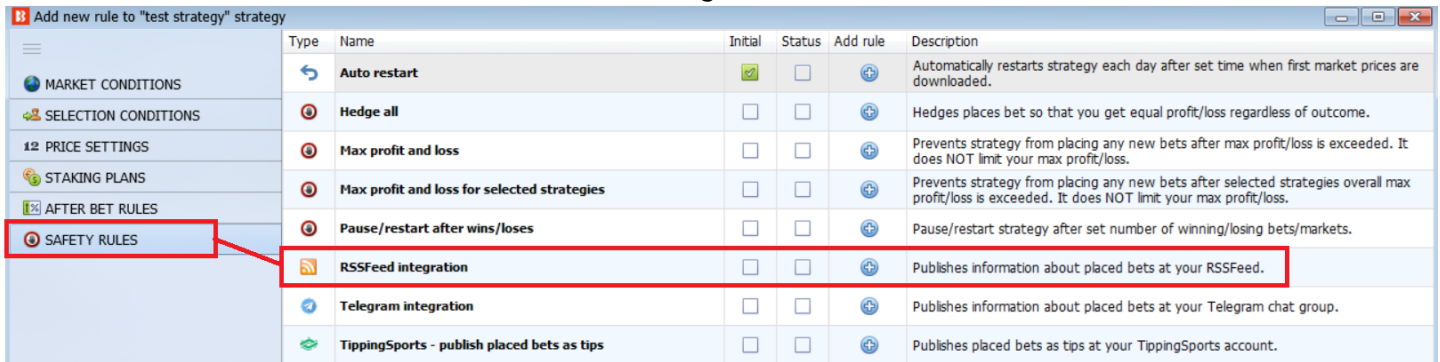 Add new rule to "test strategy" strategy
Type Name Initial Status Add rule Description
MARKET CONDITIONS
SELECTION CONDITIONS
12 PRICE SETTINGS
STAKING PLANS
AFTER BET RULES
SAFETY RULES
Auto restart
Automatically restarts strategy each day after set time when first market prices are
downloaded.
Hedge all
Hedges places bet so that you get equal profit/loss regardless of outcome.
Max profit and loss
Prevents strategy from placing any new bets after max profit/loss is exceeded. It
does NOT limit your max profit/loss.
Max profit and loss for selected strategies
Prevents strategy from placing any new bets after selected strategies overall max
profit/loss is exceeded. It does NOT limit your max profit/loss.
Pause/restart after wins/loses
Pause/restart strategy after set number of winning/losing bets/markets.
RSSFeed integration
Publishes information about placed bets at your RSSFeed.
Telegram integration
Publishes information about placed bets at your Telegram chat group.
TippingSports - publish placed bets as tips
Publishes placed bets as tips at your TippingSports account.